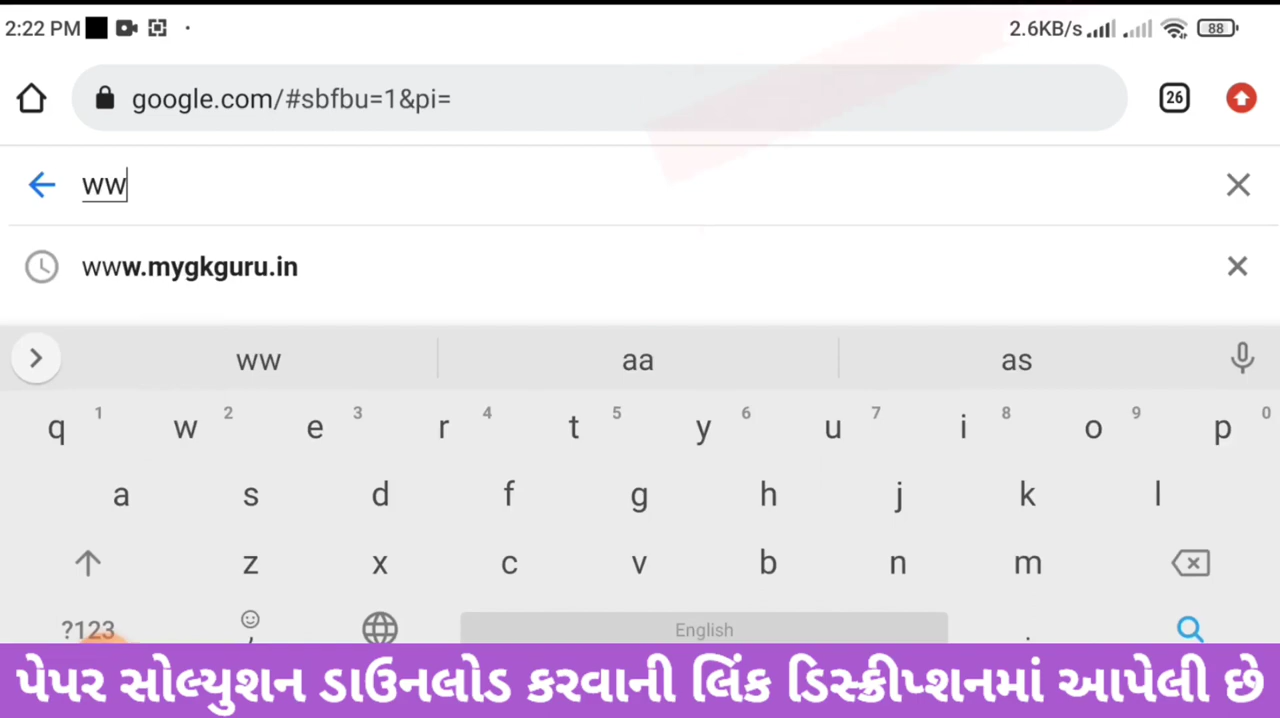 2:22 PM 2.6KB/s 88
google.com/#sbfbu=1&pi= 26
ww
www.mygkguru.in
ww aa as
q 1 w 2 e 3 r 4 t 5 y 6 u 7 i 8 o 9 p 0
a s d f g h j k l
z x c v b n m
?123 , English .
પેપર સોલ્યુશન ડાઉનલોડ કરવાની લિંક ડિસ્ક્રીપ્શનમાં આપેલી છે